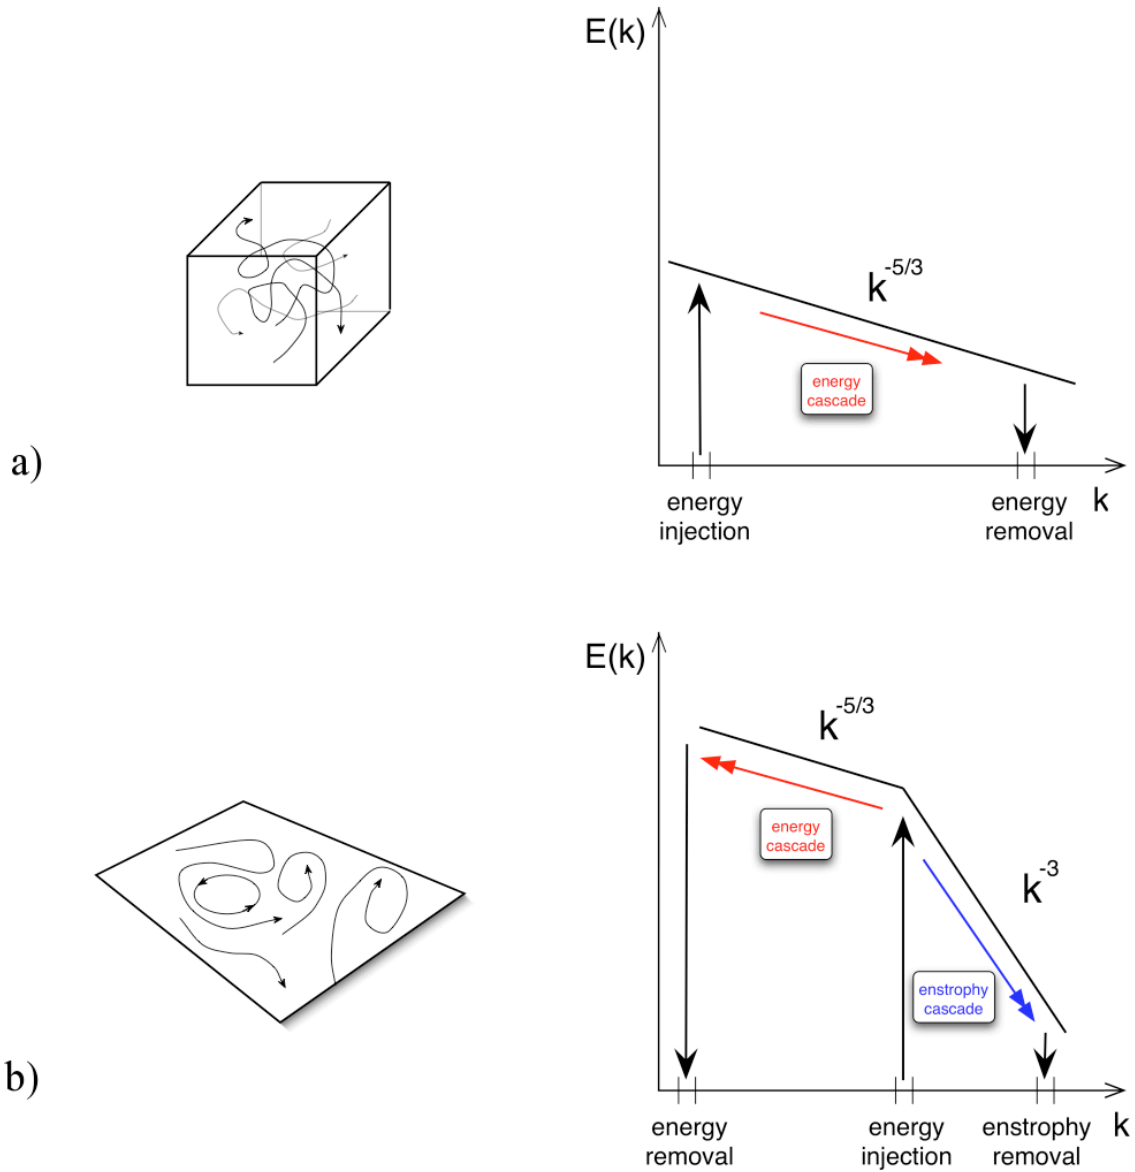 E(k)
k-5/3
energy
cascade
a)
energy
injection
energy
removal
k
E(k)
k-5/3
energy
cascade
k-3
enstrophy
cascade
b)
energy
removal
energy
injection
enstrophy
removal
k